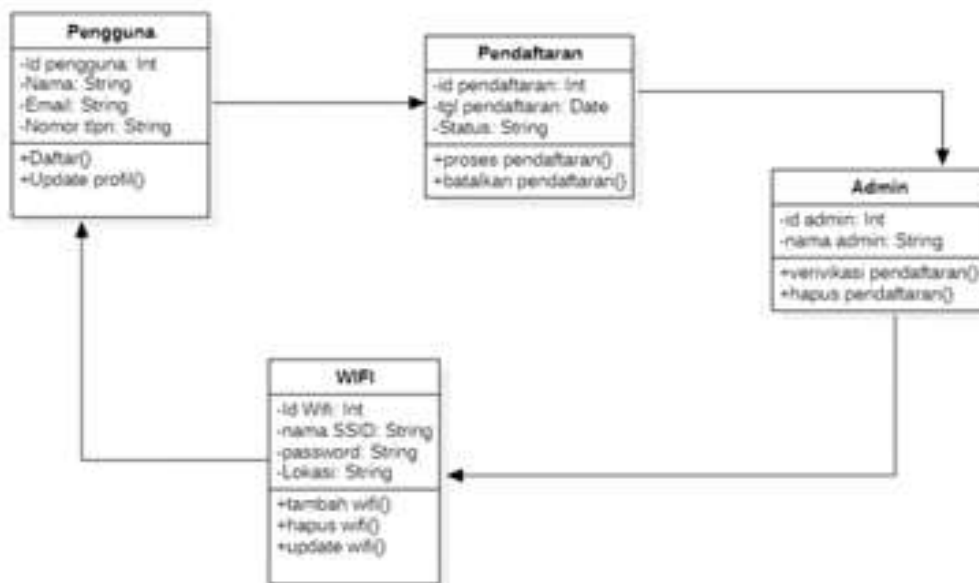 Pengguna
-Id pengguna: Int
-Nama: String
-Email: String
-Nomor tlpn: String
+Daftar()
+Update profil()
Pendaftaran
-id pendaftaran: Int
-tgl pendaftaran: Date
-Status: String
+proses pendaftaran()
+batalkan pendaftaran()
Admin
-id admin: Int
-nama admin: String
+verivikasi pendaftaran()
+hapus pendaftaran()
WIFI
-Id Wifi: Int
-nama SSID: String
-password: String
-Lokasi: String
+tambah wifi()
+hapus wifi()
+update wifi()